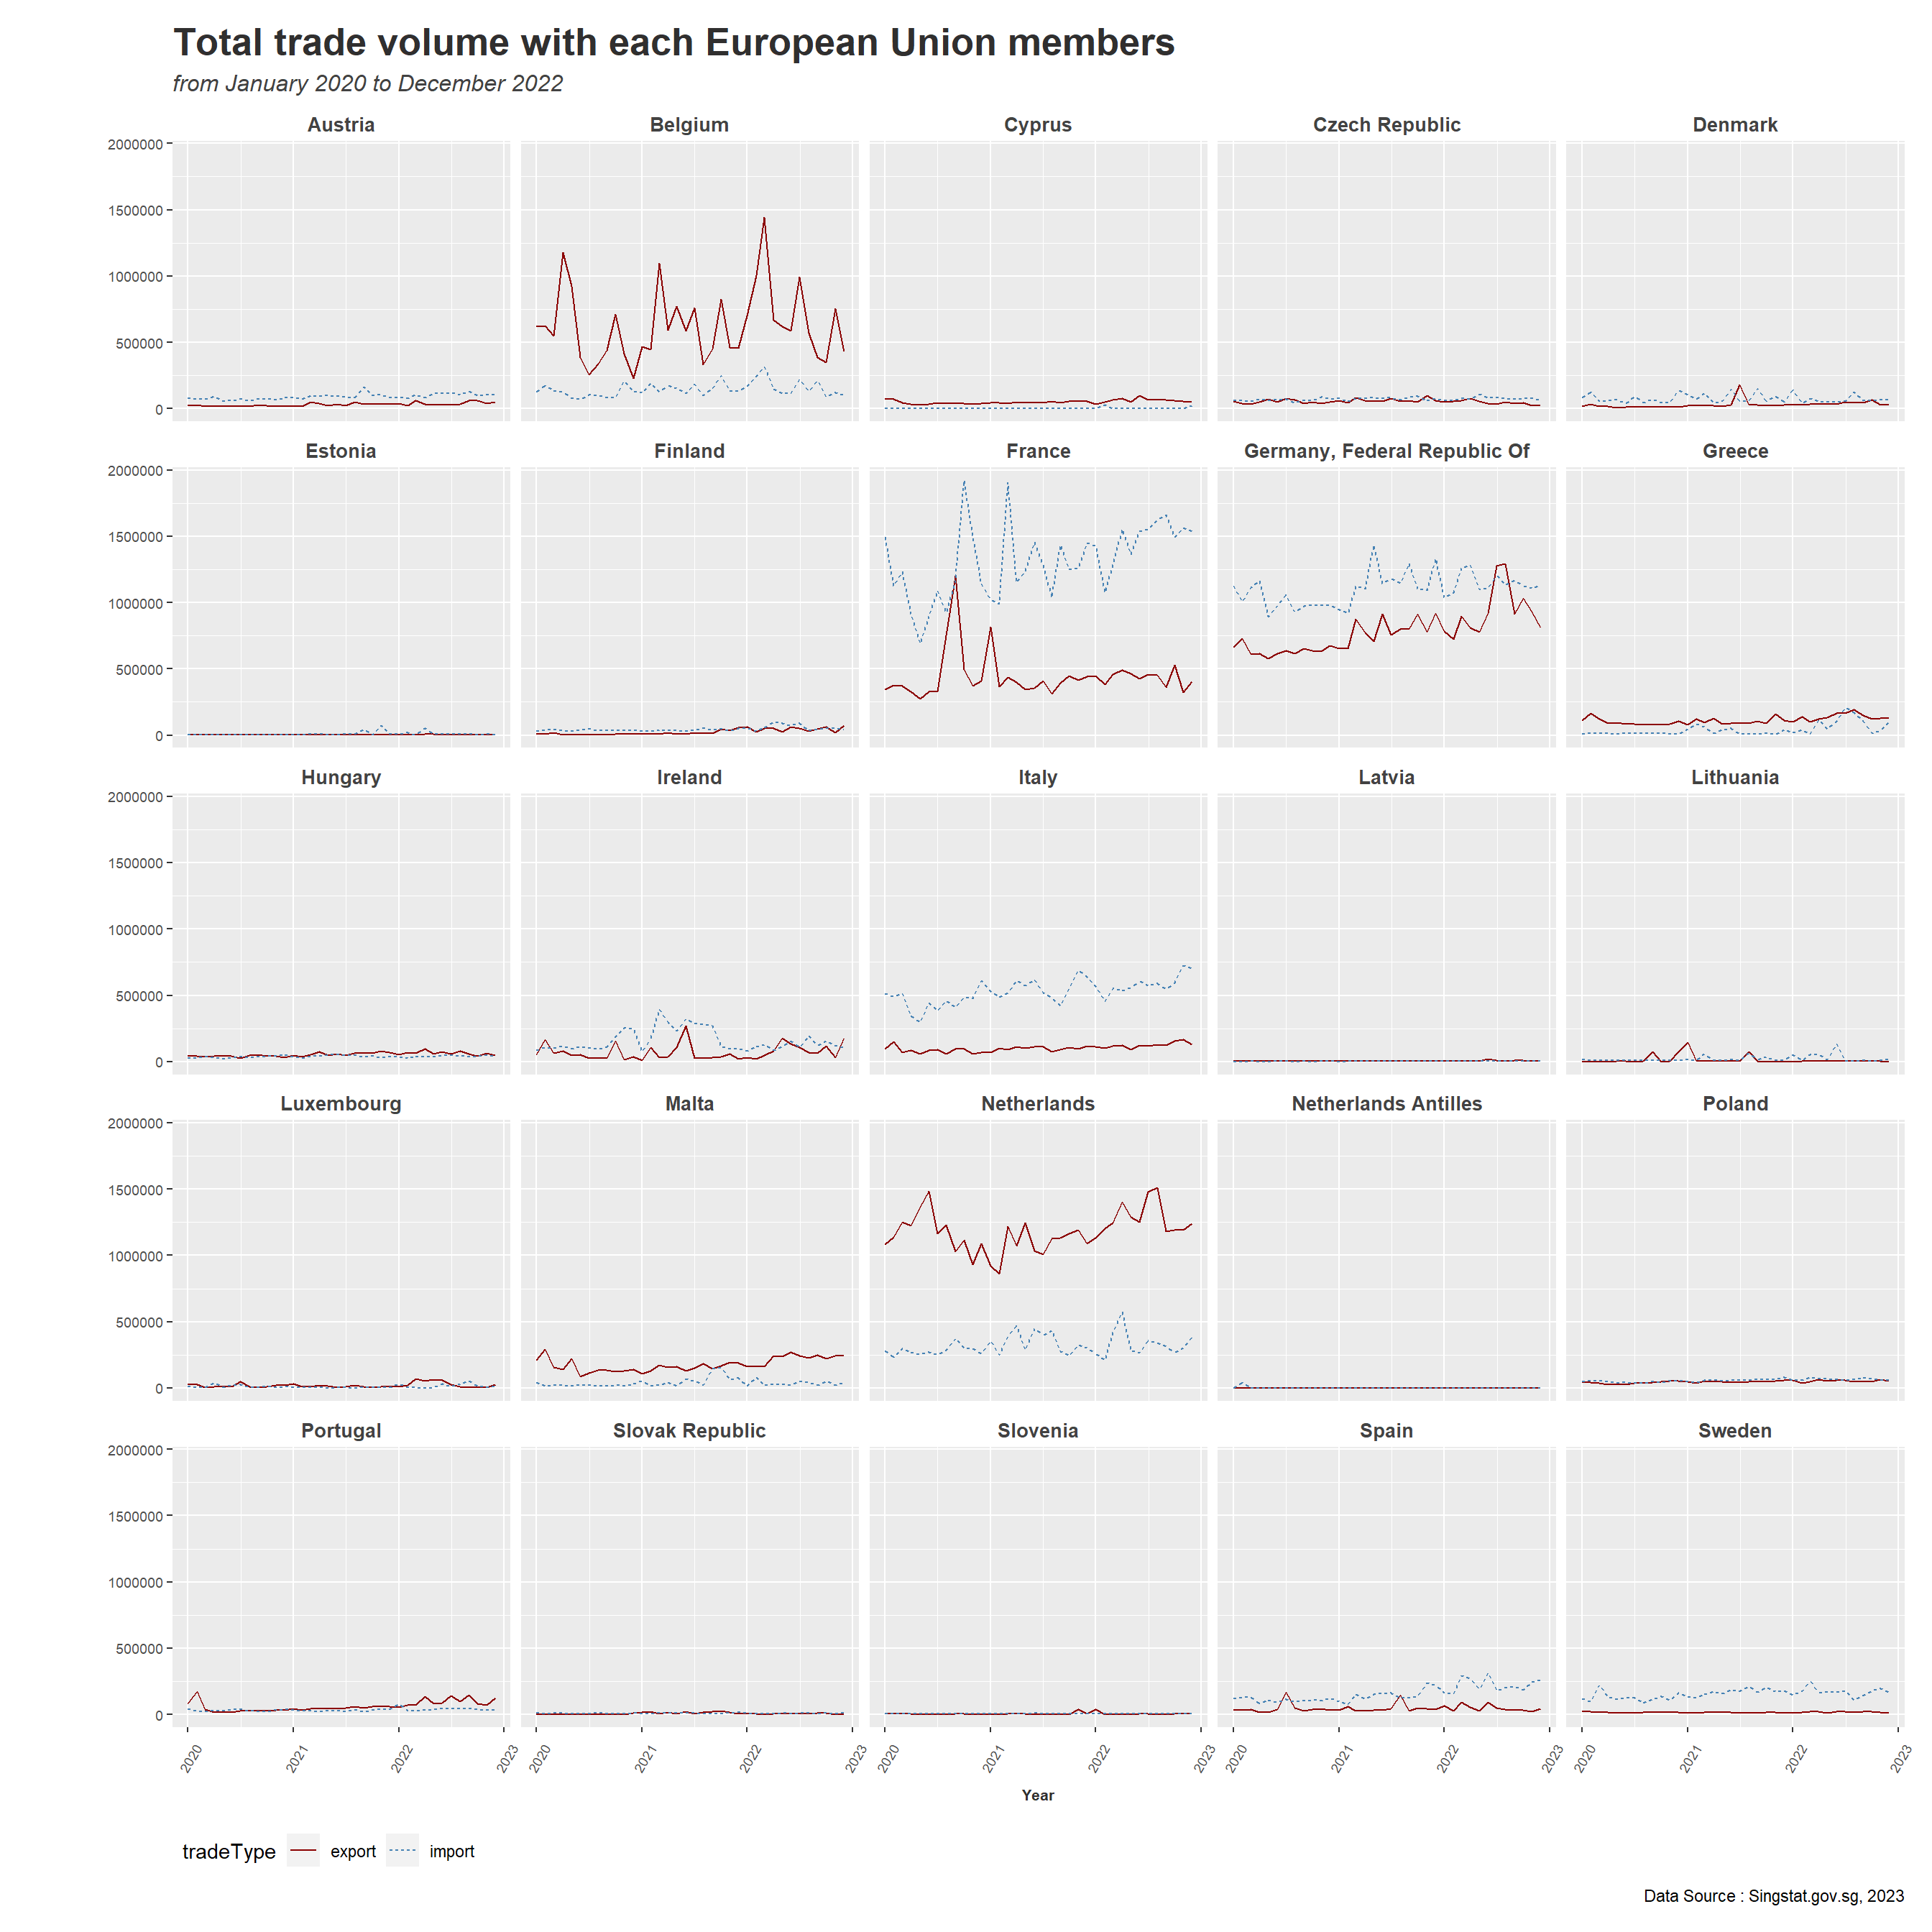 Total trade volume with each European Union members
from January 2020 to December 2022
Austria Belgium Cyprus Czech Republic Denmark
2000000
1500000
1000000
500000
0
Estonia Finland France Germany, Federal Republic Of Greece
2000000
1500000
1000000
500000
0
Hungary Ireland Italy Latvia Lithuania
2000000
1500000
1000000
500000
0
Luxembourg Malta Netherlands Netherlands Antilles Poland
2000000
1500000
1000000
500000
0
Portugal Slovak Republic Slovenia Spain Sweden
2000000
1500000
1000000
500000
0
2020 2021 2022 2023 2020 2021 2022 2023 2020 2021 2022 2023 2020 2021 2022 2023 2020 2021 2022 2023
Year
tradeType export import
Data Source : Singstat.gov.sg, 2023